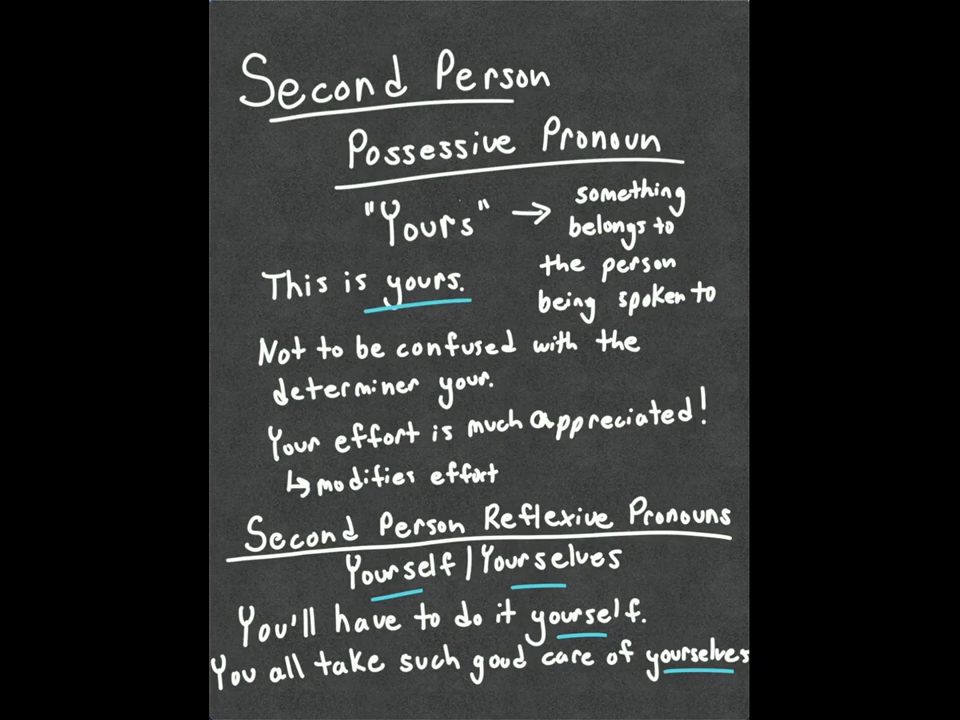 Second Person
Possessive Pronoun
"Yours" → something
belongs to
the person
being spoken to
This is yours.
Not to be confused with the
determiner your.
Your effort is much appreciated!
↳ modifies effort
Second Person Reflexive Pronouns
Yourself | Yourselves
You'll have to do it yourself.
You all take such good care of yourselves